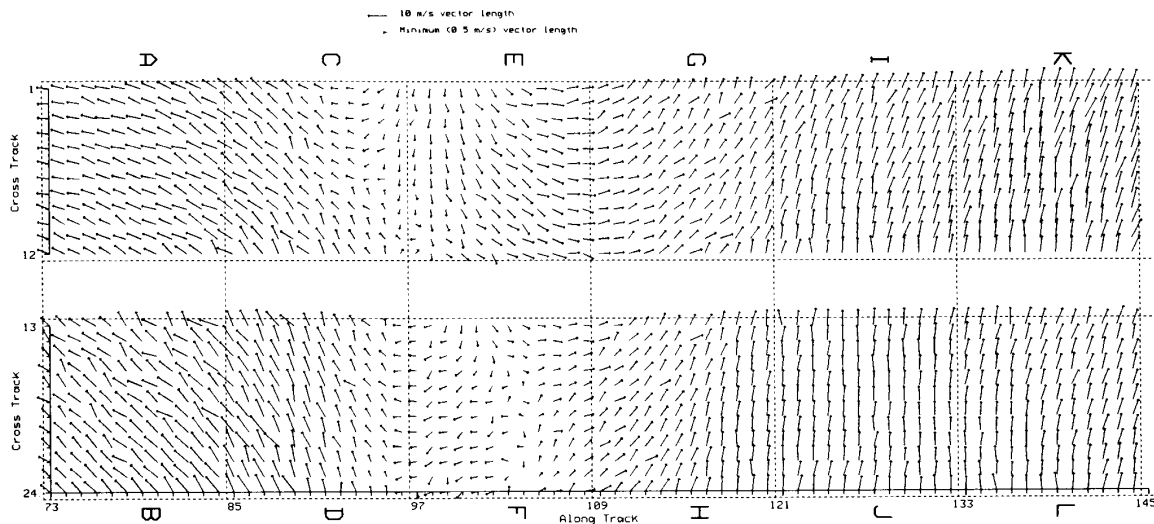 10 m/s vector length
Minimum (0 5 m/s) vector length
A C E G I K
1
Cross Track
12
13
Cross Track
24
73 85 97 109 121 133 145
Along Track
B D F H J L